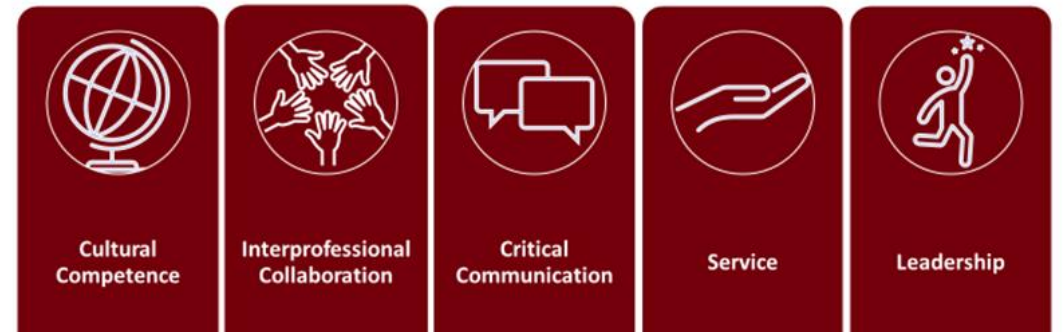 Cultural
Competence
Interprofessional
Collaboration
Critical
Communication
Service
Leadership